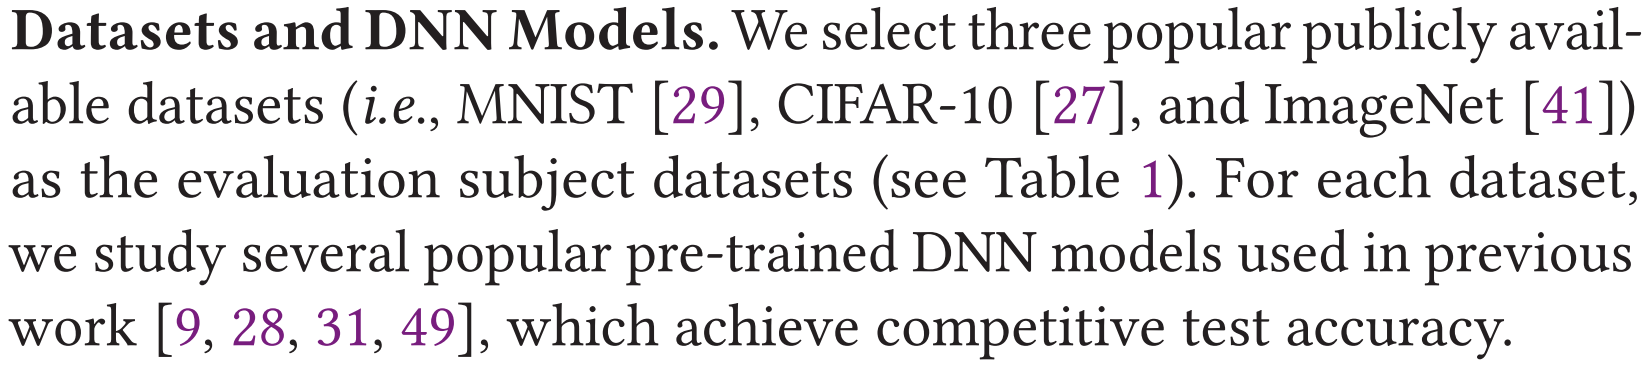 Datasets and DNN Models. We select three popular publicly avail-
able datasets (i.e., MNIST [29], CIFAR-10 [27], and ImageNet [41])
as the evaluation subject datasets (see Table 1). For each dataset,
we study several popular pre-trained DNN models used in previous
work [9, 28, 31, 49], which achieve competitive test accuracy.